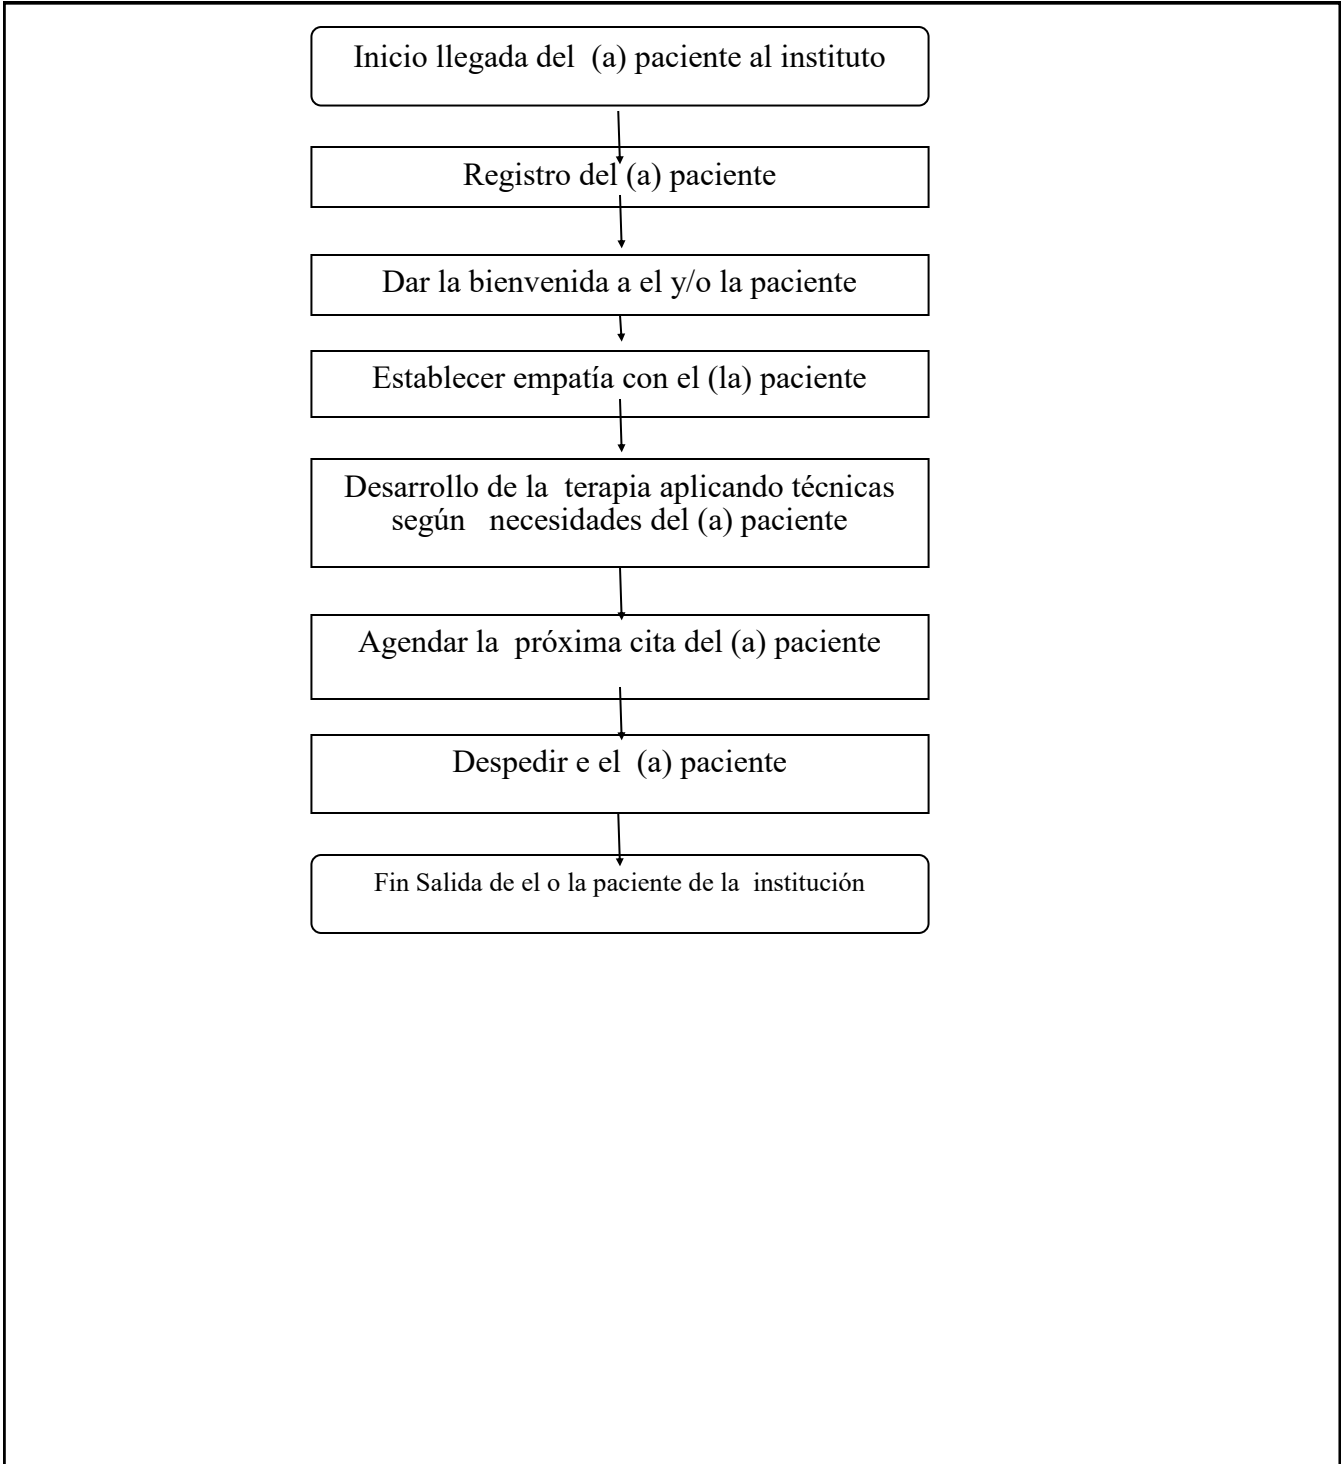 Inicio llegada del (a) paciente al instituto
Registro del (a) paciente
Dar la bienvenida a el y/o la paciente
Establecer empatía con el (la) paciente
Desarrollo de la terapia aplicando técnicas
según necesidades del (a) paciente
Agendar la próxima cita del (a) paciente
Despedir e el (a) paciente
Fin Salida de el o la paciente de la institución